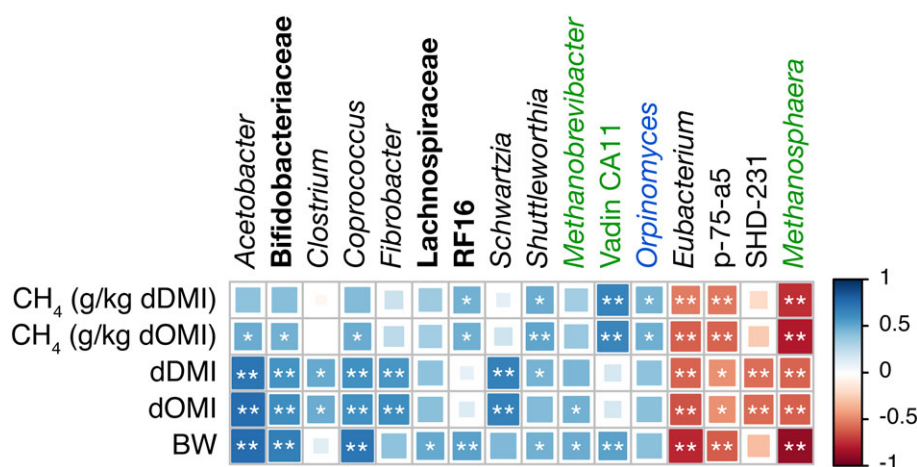 Acetobacter
Bifidobacteriaceae
Clostrium
Coprococcus
Fibrobacter
Lachnospiraceae
RF16
Schwartzia
Shuttleworthia
Methanobrevibacter
Vadin CA11
Orpinomyces
Eubacterium
p-75-a5
SHD-231
Methanosphaera
CH₄ (g/kg dDMI) * * ** * ** ** **
CH₄ (g/kg dOMI) * * * * ** ** * ** ** **
dDMI ** ** * ** ** ** * ** * ** **
dOMI ** ** * ** ** ** * ** * ** **
BW ** ** ** * ** * * ** ** ** **
1
0.5
0
-0.5
-1